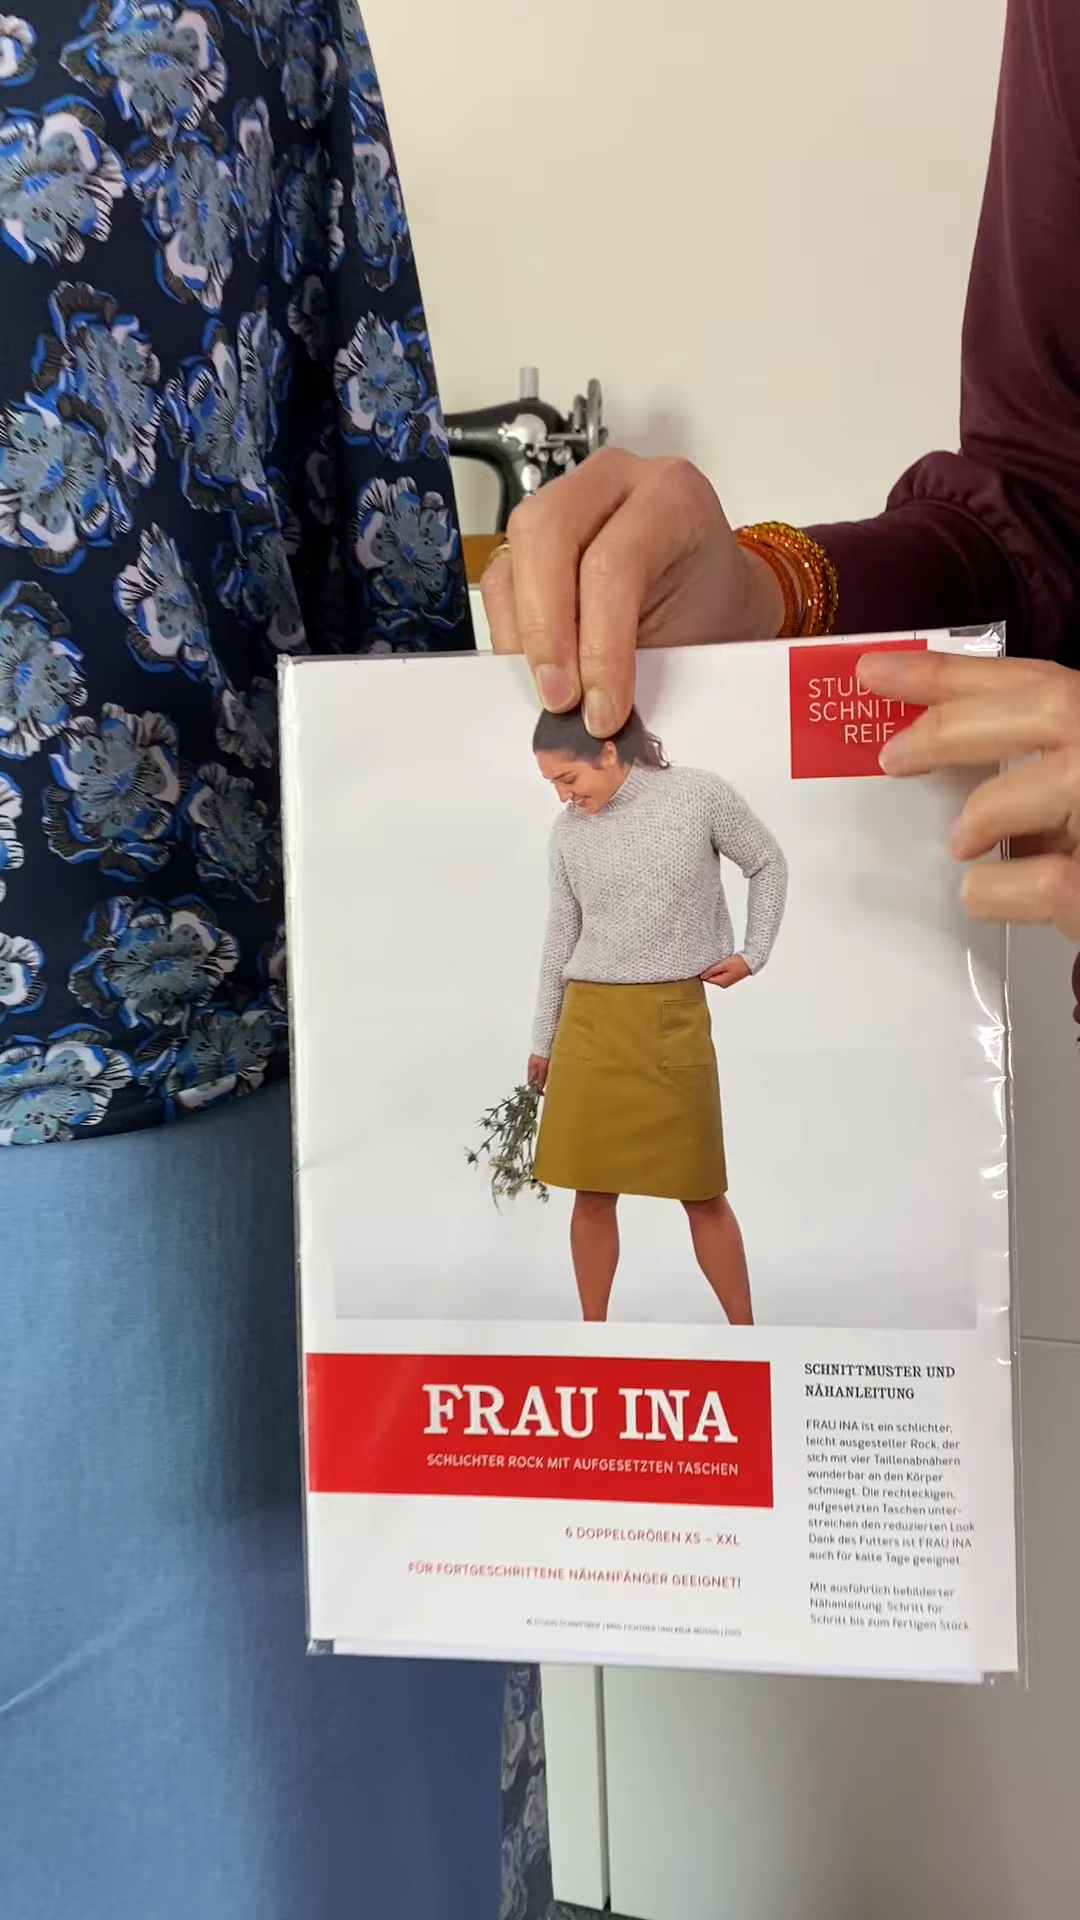 STUD
SCHNITT
REIF
FRAU INA
SCHLICHTER ROCK MIT AUFGESETZTEN TASCHEN
6 DOPPELGRÖßEN XS – XXL
FÜR FORTGESCHRITTENE NÄHANFÄNGER GEEIGNET!
SCHNITTMUSTER UND
NÄHANLEITUNG
FRAU INA ist ein schlichter,
leicht ausgesteller Rock, der
sich mit vier Taillenabnähern
wunderbar an den Körper
schmiegt. Die rechteckigen,
aufgesetzten Taschen unter-
streichen den reduzierten Look
Dank des Futters ist FRAU INA
auch für kalte Tage geeignet.
Mit ausführlich bebilderter
Nähanleitung. Schritt für
Schritt bis zum fertigen Stück.